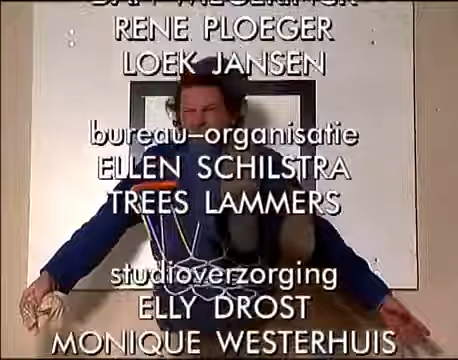 RENE PLOEGER
LOEK JANSEN
bureau-organisatie
ELLEN SCHILSTRA
TREES LAMMERS
studioverzorging
ELLY DROST
MONIQUE WESTERHUIS